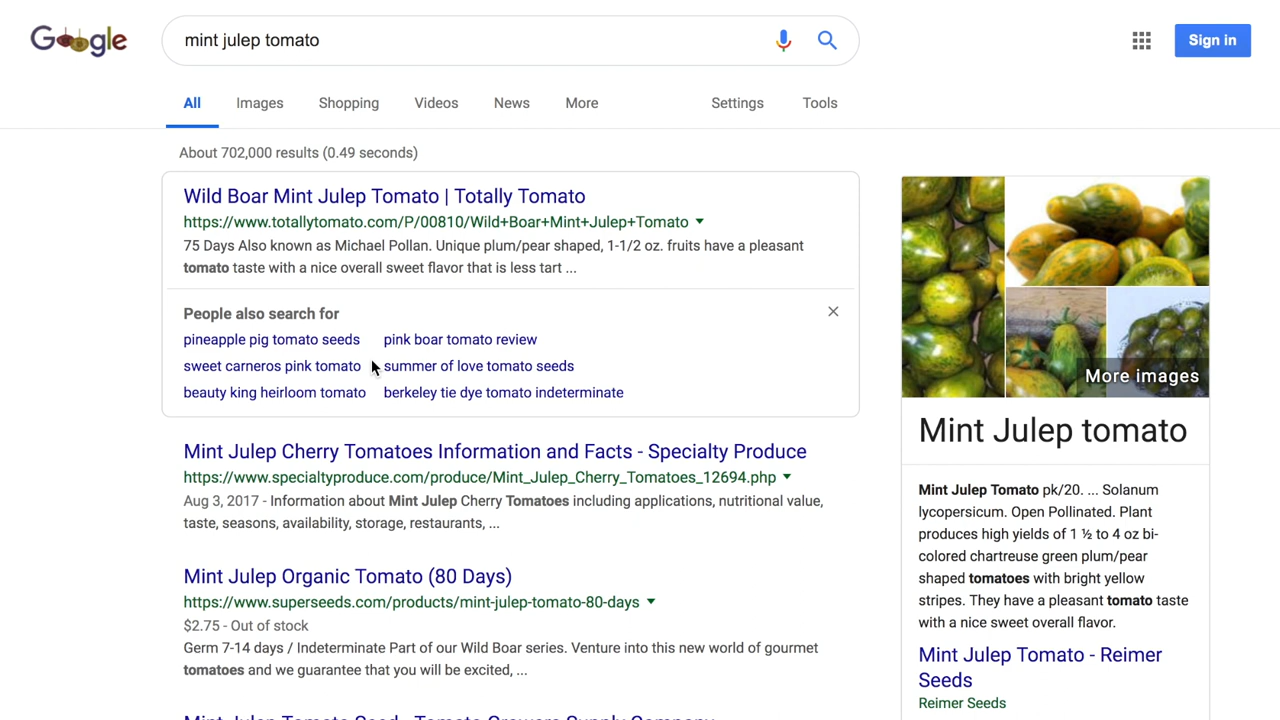 Google
mint julep tomato
Sign in
All Images Shopping Videos News More Settings Tools
About 702,000 results (0.49 seconds)
Wild Boar Mint Julep Tomato | Totally Tomato
https://www.totallytomato.com/P/00810/Wild+Boar+Mint+Julep+Tomato
75 Days Also known as Michael Pollan. Unique plum/pear shaped, 1-1/2 oz. fruits have a pleasant
tomato taste with a nice overall sweet flavor that is less tart ...
People also search for
pineapple pig tomato seeds pink boar tomato review
sweet carneros pink tomato summer of love tomato seeds
beauty king heirloom tomato berkeley tie dye tomato indeterminate
Mint Julep Cherry Tomatoes Information and Facts - Specialty Produce
https://www.specialtyproduce.com/produce/Mint_Julep_Cherry_Tomatoes_12694.php
Aug 3, 2017 - Information about Mint Julep Cherry Tomatoes including applications, nutritional value,
taste, seasons, availability, storage, restaurants, ...
Mint Julep Organic Tomato (80 Days)
https://www.superseeds.com/products/mint-julep-tomato-80-days
$2.75 - Out of stock
Germ 7-14 days / Indeterminate Part of our Wild Boar series. Venture into this new world of gourmet
tomatoes and we guarantee that you will be excited, ...
Mint Julep Tomato Seed - Tomato Growers Supply Company
More images
Mint Julep tomato
Mint Julep Tomato pk/20. ... Solanum
lycopersicum. Open Pollinated. Plant
produces high yields of 1 ½ to 4 oz bi-
colored chartreuse green plum/pear
shaped tomatoes with bright yellow
stripes. They have a pleasant tomato taste
with a nice sweet overall flavor.
Mint Julep Tomato - Reimer
Seeds
Reimer Seeds